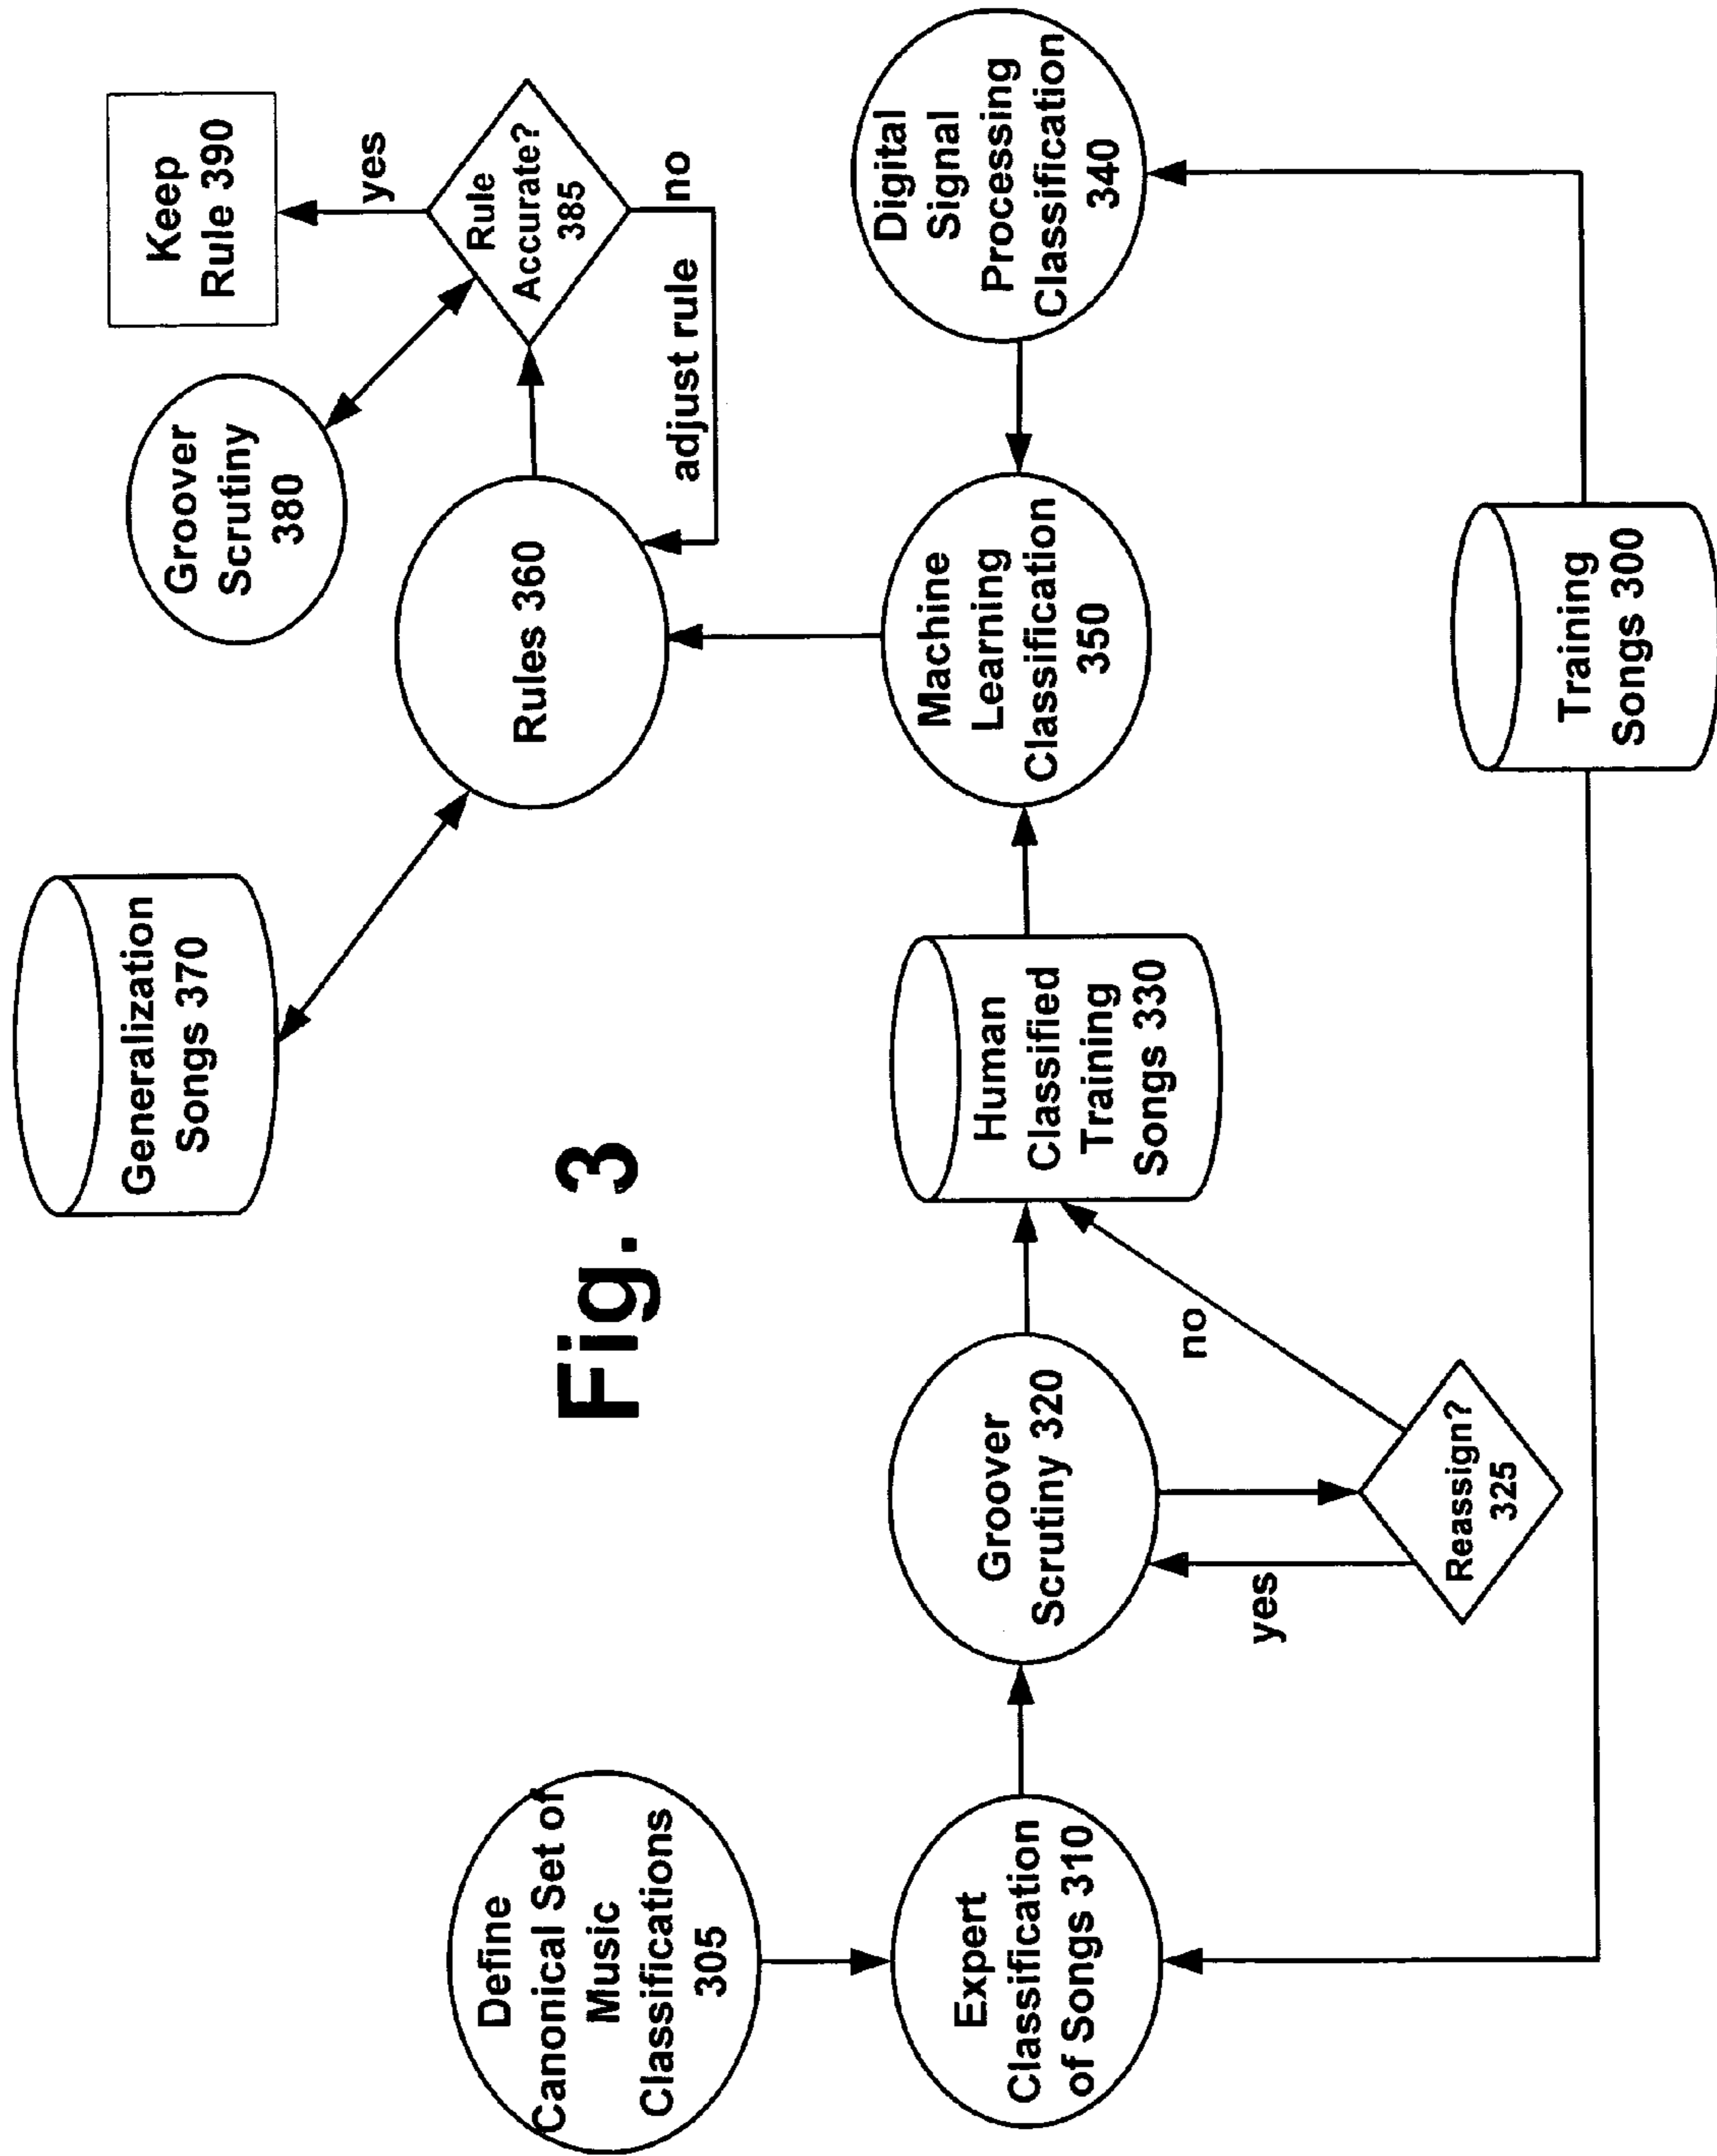 Define
Canonical Set of
Music
Classifications
305
Expert
Classification
of Songs 310
Groover
Scrutiny 320
yes
no
Reassign?
325
Human
Classified
Training
Songs 330
Machine
Learning
Classification
350
Digital
Signal
Processing
Classification
340
Training
Songs 300
Generalization
Songs 370
Rules 360
Groover
Scrutiny
380
Rule
Accurate?
385
yes
no
adjust rule
Keep
Rule 390
Fig. 3